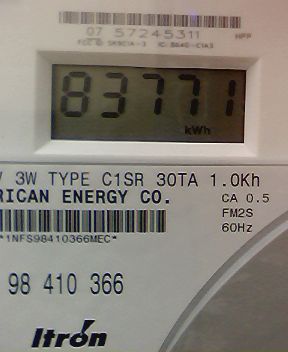 07 57245311
83771
kWh
V 3W TYPE C1SR 30TA 1.0Kh
RICAN ENERGY CO.
CA 0.5
FM2S
60Hz
*1NFS98410366MEC*
98 410 366
Itron